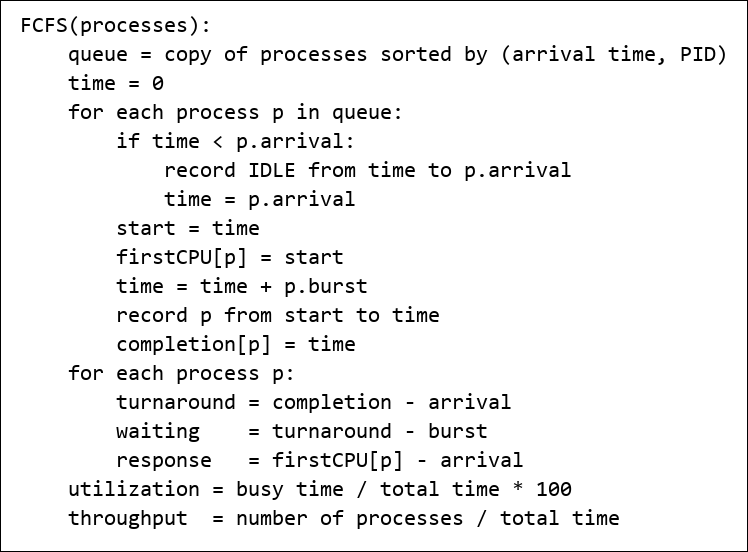 FCFS(processes):
    queue = copy of processes sorted by (arrival time, PID)
    time = 0
    for each process p in queue:
        if time < p.arrival:
            record IDLE from time to p.arrival
            time = p.arrival
        start = time
        firstCPU[p] = start
        time = time + p.burst
        record p from start to time
        completion[p] = time
    for each process p:
        turnaround = completion - arrival
        waiting    = turnaround - burst
        response   = firstCPU[p] - arrival
    utilization = busy time / total time * 100
    throughput  = number of processes / total time